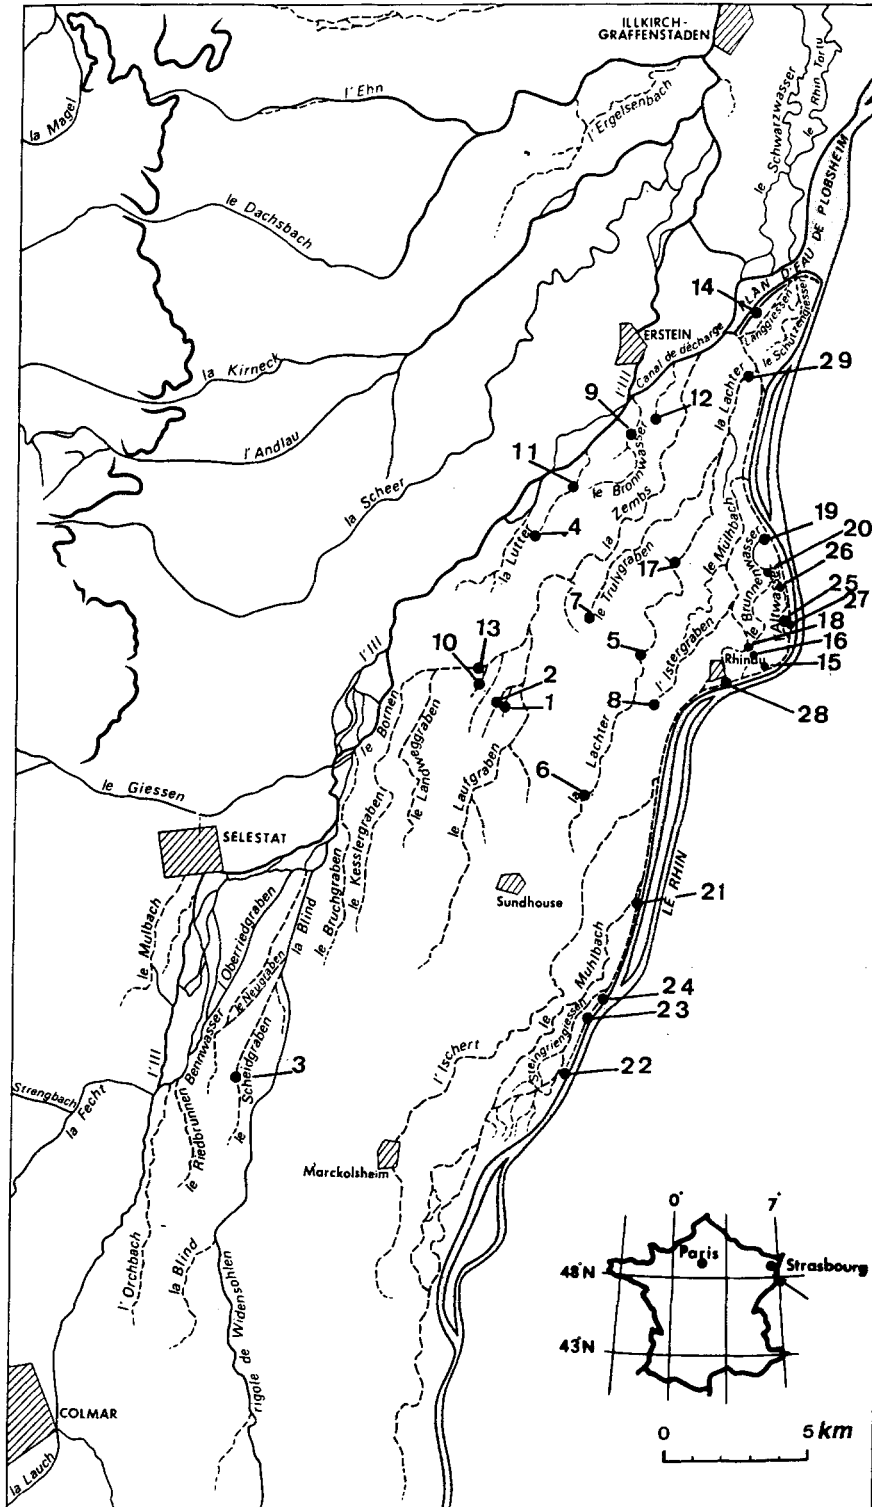 ILLKIRCH-
GRAFFENSTADEN
la Magel
l'Ehn
l'Ergelsenbach
le Schwarzwasser
le Rhin Tortu
le Dachsbach
PLAN D'EAU DE PLOBSHEIM
14
Langgiessen
le Schutzengiessen
ERSTEIN
Canal de décharge
l'Ill
la Kirneck
la Lachter
29
9
12
l'Andlau
le Bronnwasser
11
la Scheer
la Zembs
la Lutter
4
le Mülhbach
19
20
le Brunnenwasser
26
17
le Trulygraben
Altwasser
25
27
7
18
13
5
16
l'Ill
10
l'Istergraben
Rhinau
15
2
1
8
28
le Bornen
le Landweggraben
la Lachter
le Giessen
le Laufgraben
6
le Kesslergraben
SELESTAT
le Bruchgraben
Sundhouse
21
LE RHIN
la Blind
l'Oberriedgraben
le Mulbach
le Neugraben
le Muhlbach
24
23
Steingriengiessen
Bennwasser
l'Ischert
l'Ill
le Scheidgraben
3
22
Strengbach
la Fecht
le Riedbrunnen
Marckolsheim
l'Orchbach
la Blind
rigole de Widensohlen
0°
7°
Paris
Strasbourg
48°N
43°N
COLMAR
la Lauch
0
5 km